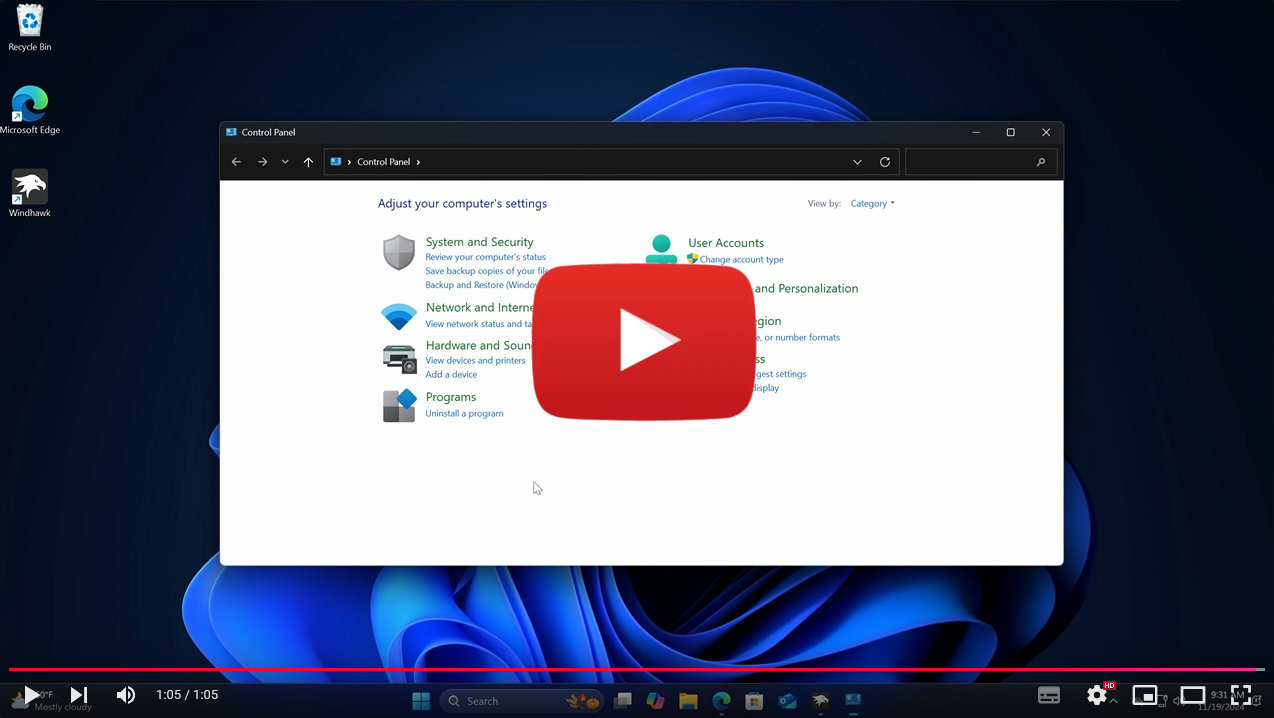 Recycle Bin
Microsoft Edge
Windhawk
Control Panel
Control Panel
Adjust your computer's settings
View by: Category
System and Security
Review your computer's status
Save backup copies of your file
Backup and Restore (Window
Network and Interne
View network status and ta
Hardware and Soun
View devices and printers
Add a device
Programs
Uninstall a program
User Accounts
Change account type
and Personalization
egion
e, or number formats
ss
gest settings
display
1:05 / 1:05
HD
Mostly cloudy
Search
9:31
11/19/2024